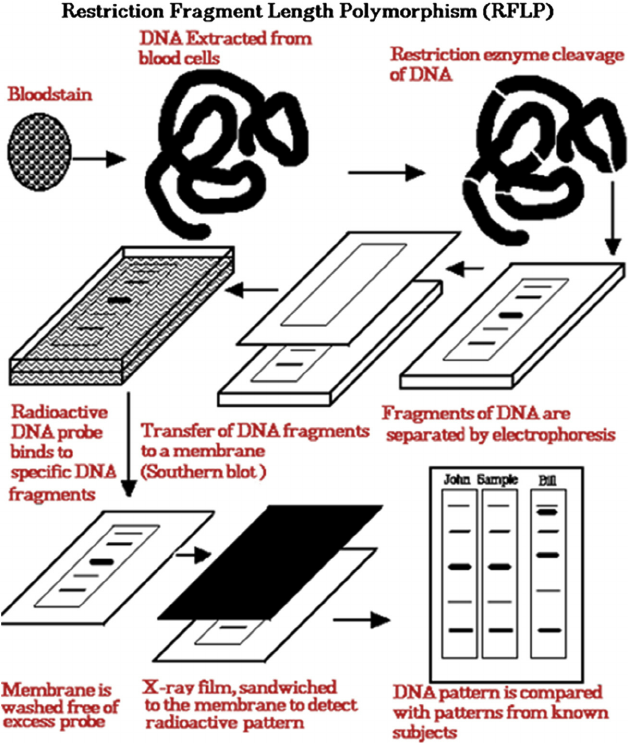 Restriction Fragment Length Polymorphism (RFLP)
DNA Extracted from
blood cells
Restriction eznyme cleavage
of DNA
Bloodstain
Fragments of DNA are
separated by electrophoresis
Transfer of DNA fragments
to a membrane
(Southern blot )
Radioactive
DNA probe
binds to
specific DNA
fragments
Membrane is
washed free of
excess probe
X-ray film, sandwiched
to the membrane to detect
radioactive pattern
John Sample Bill
DNA pattern is compared
with patterns from known
subjects